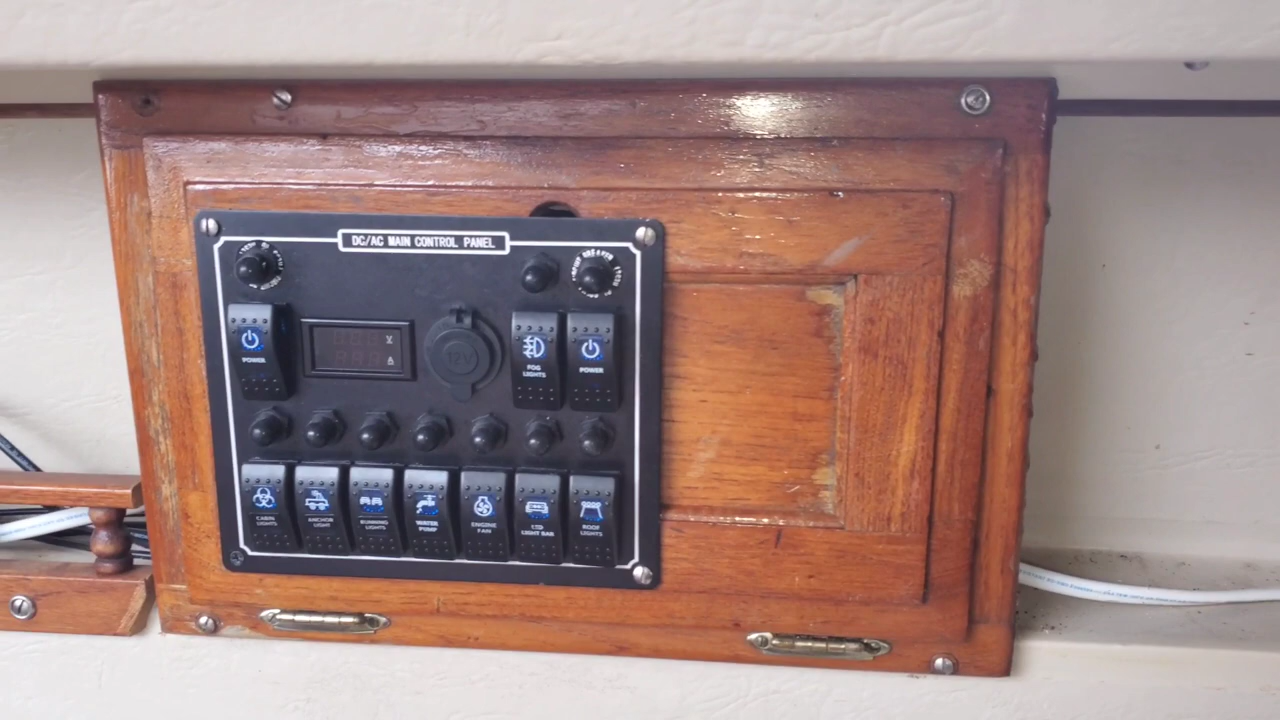 DC/AC MAIN CONTROL PANEL
POWER
V
A
12V
FOG
LIGHTS
POWER
CABIN
LIGHTS
ANCHOR
LIGHT
RUNNING
LIGHTS
WATER
PUMP
ENGINE
FAN
LED
LIGHT BAR
ROOF
LIGHTS